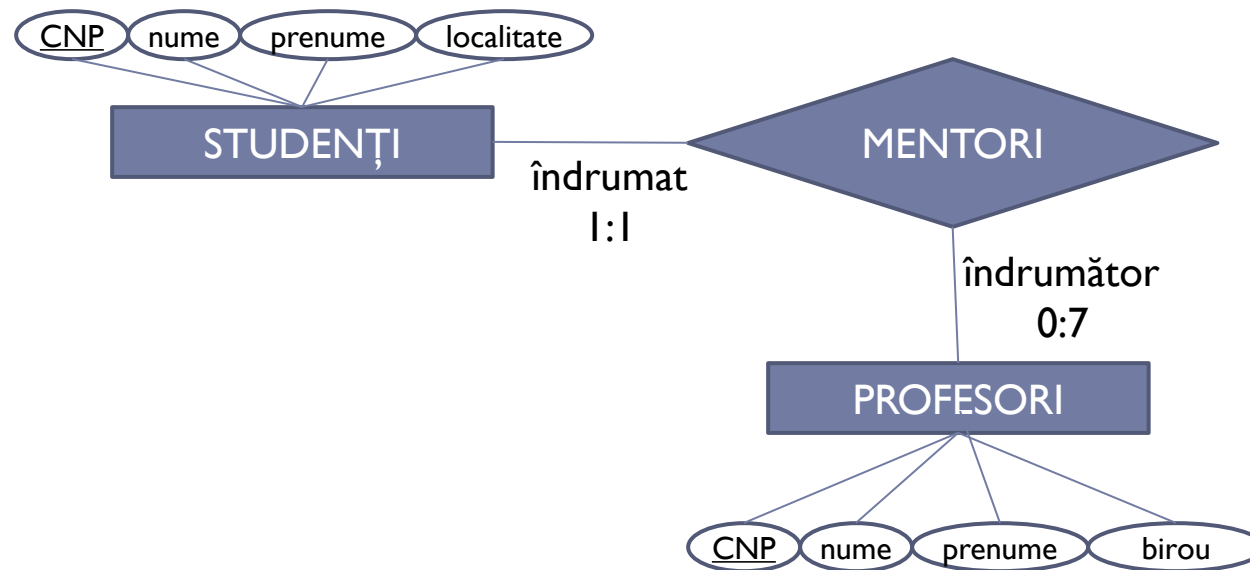 CNP nume prenume localitate
STUDENȚI
MENTORI
îndrumat
1:1
îndrumător
0:7
PROFESORI
CNP nume prenume birou